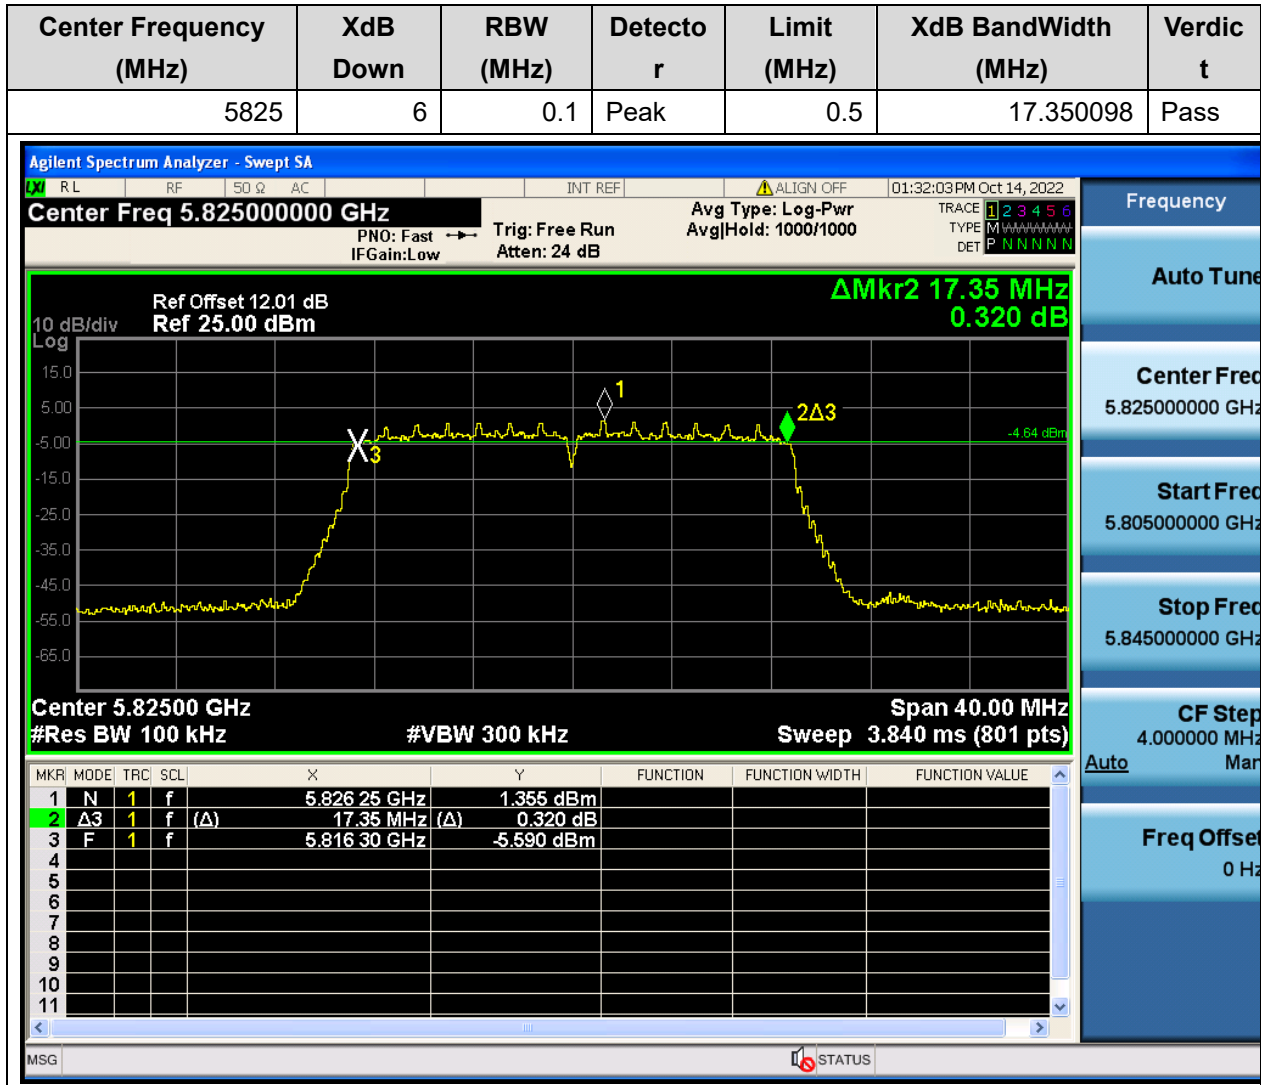 Center Frequency (MHz) XdB Down RBW (MHz) Detecto r Limit (MHz) XdB BandWidth (MHz) Verdic t
5825 6 0.1 Peak 0.5 17.350098 Pass
Agilent Spectrum Analyzer - Swept SA
LXI RL RF 50 Ω AC INT REF ALIGN OFF 01:32:03 PM Oct 14, 2022
Center Freq 5.825000000 GHz
PNO: Fast
IFGain:Low
Trig: Free Run
Atten: 24 dB
Avg Type: Log-Pwr
Avg|Hold: 1000/1000
TRACE 1 2 3 4 5 6
TYPE M WWWWW
DET P N N N N N
Frequency
Auto Tune
Center Freq
5.825000000 GHz
Start Freq
5.805000000 GHz
Stop Freq
5.845000000 GHz
CF Step
4.000000 MHz
Auto Man
Freq Offset
0 Hz
ΔMkr2 17.35 MHz
0.320 dB
Ref Offset 12.01 dB
10 dB/div Ref 25.00 dBm
Log
15.0
5.00
-5.00
-15.0
-25.0
-35.0
-45.0
-55.0
-65.0
1
2Δ3
3
-4.64 dBm
Center 5.82500 GHz Span 40.00 MHz
#Res BW 100 kHz #VBW 300 kHz Sweep 3.840 ms (801 pts)
MKR MODE TRC SCL X Y FUNCTION FUNCTION WIDTH FUNCTION VALUE
1 N 1 f 5.826 25 GHz 1.355 dBm
2 Δ3 1 f (Δ) 17.35 MHz (Δ) 0.320 dB
3 F 1 f 5.816 30 GHz -5.590 dBm
4
5
6
7
8
9
10
11
MSG STATUS